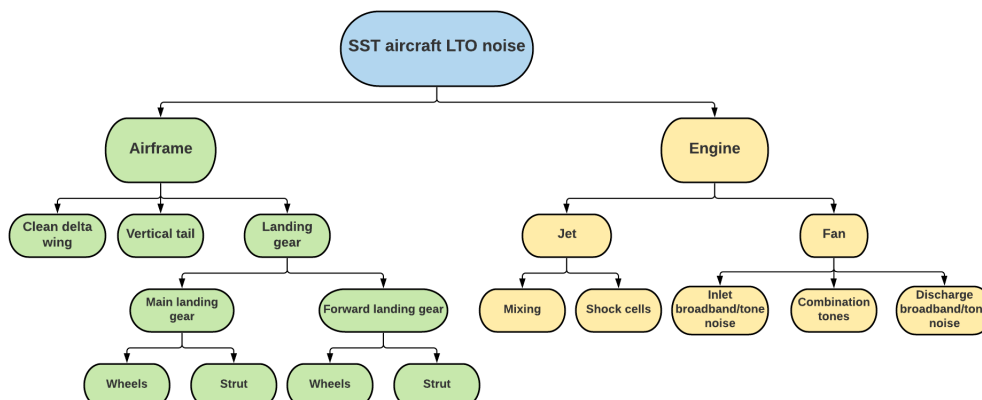 SST aircraft LTO noise
Airframe
Engine
Clean delta
wing
Vertical tail
Landing
gear
Jet
Fan
Main landing
gear
Forward landing gear
Mixing
Shock cells
Inlet
broadband/tone
noise
Combination
tones
Discharge
broadband/tone
noise
Wheels
Strut
Wheels
Strut